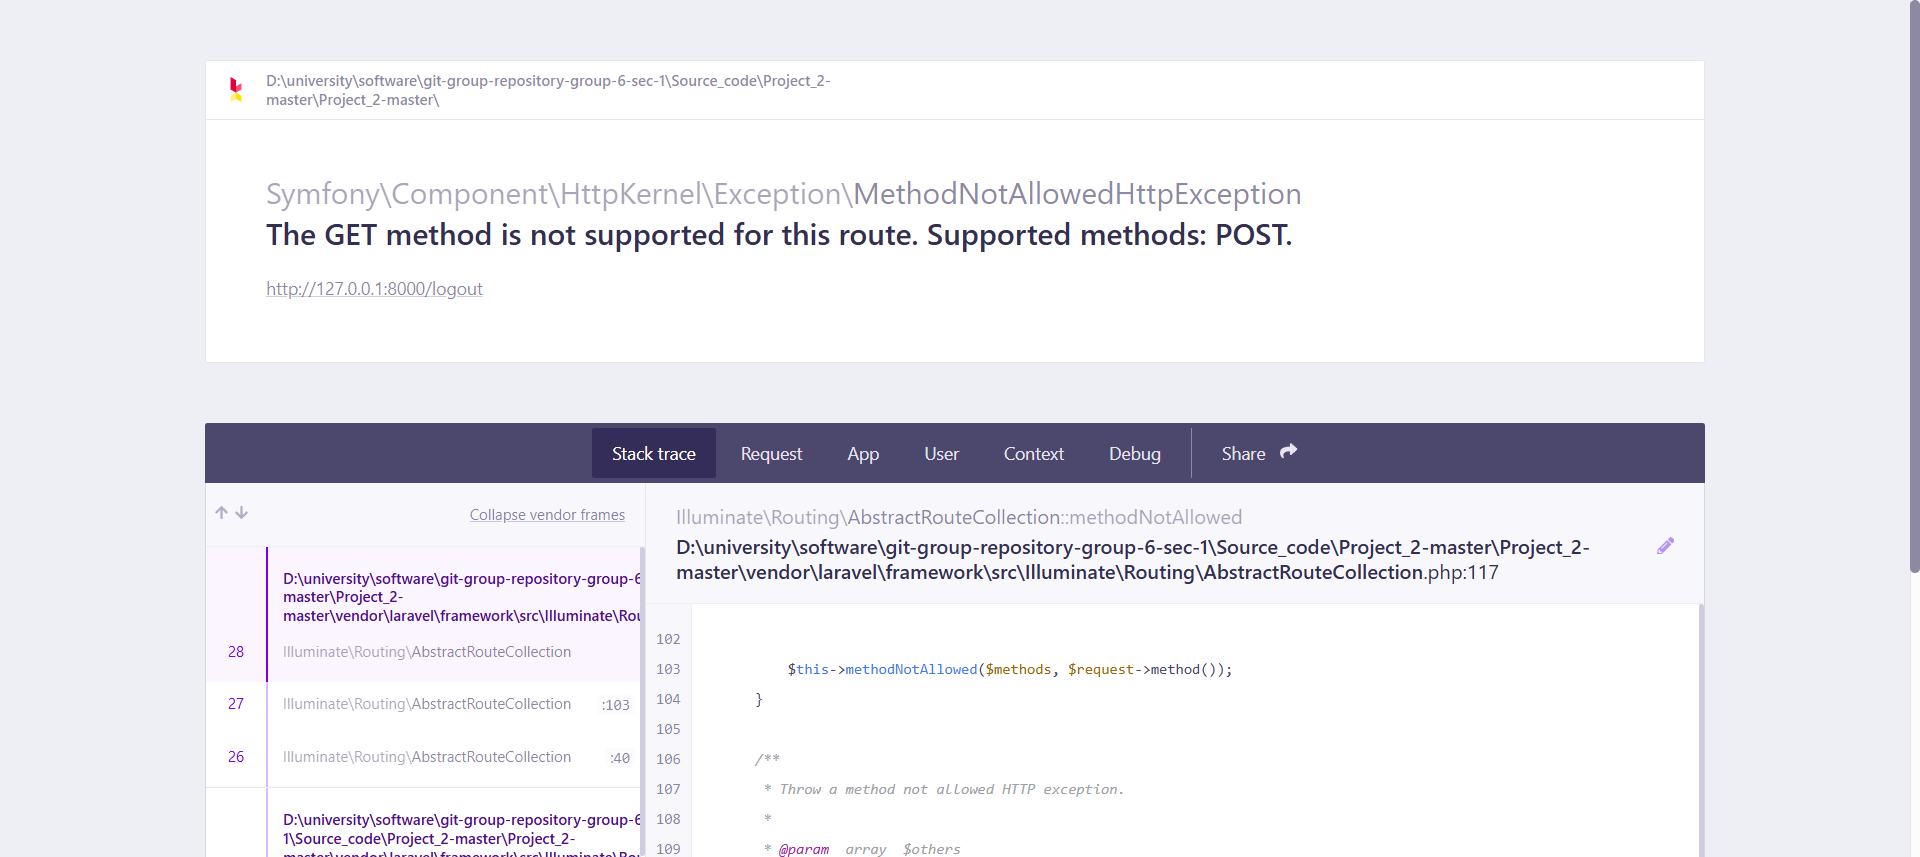 D:\university\software\git-group-repository-group-6-sec-1\Source_code\Project_2-
master\Project_2-master\
Symfony\Component\HttpKernel\Exception\MethodNotAllowedHttpException
The GET method is not supported for this route. Supported methods: POST.
http://127.0.0.1:8000/logout
Stack trace Request App User Context Debug Share
Collapse vendor frames
D:\university\software\git-group-repository-group-6
master\Project_2-
master\vendor\laravel\framework\src\Illuminate\Rou
28 Illuminate\Routing\AbstractRouteCollection
27 Illuminate\Routing\AbstractRouteCollection :103
26 Illuminate\Routing\AbstractRouteCollection :40
D:\university\software\git-group-repository-group-6
1\Source_code\Project_2-master\Project_2-
master\vendor\laravel\framework\src\Illuminate\Rou
Illuminate\Routing\AbstractRouteCollection::methodNotAllowed
D:\university\software\git-group-repository-group-6-sec-1\Source_code\Project_2-master\Project_2-
master\vendor\laravel\framework\src\Illuminate\Routing\AbstractRouteCollection.php:117
102
103 $this->methodNotAllowed($methods, $request->method());
104 }
105
106 /**
107 * Throw a method not allowed HTTP exception.
108 *
109 * @param array $others